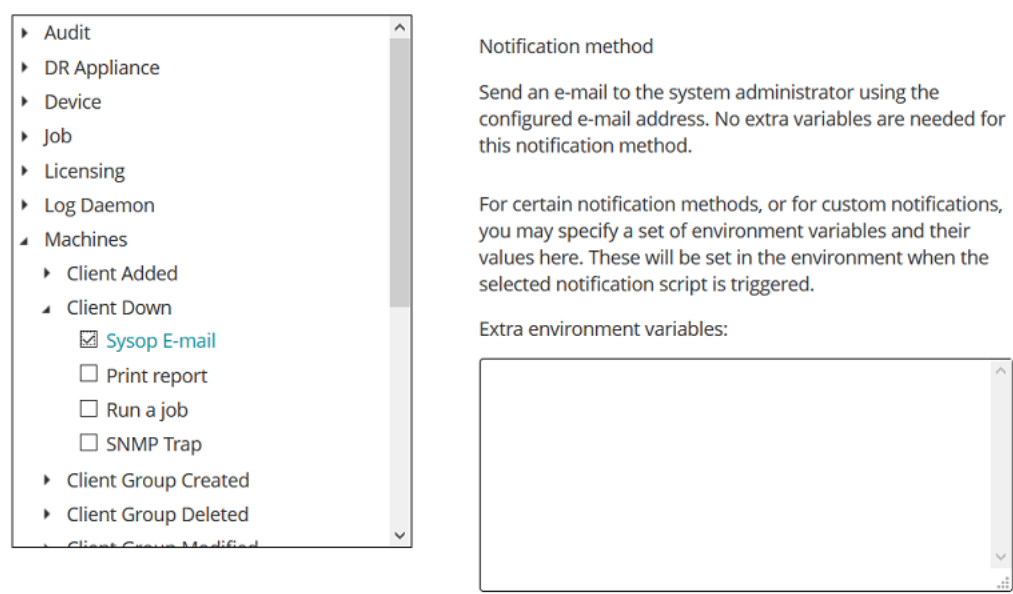 Audit
DR Appliance
Device
Job
Licensing
Log Daemon
Machines
Client Added
Client Down
Sysop E-mail
Print report
Run a job
SNMP Trap
Client Group Created
Client Group Deleted
Client Group Modified
Notification method
Send an e-mail to the system administrator using the
configured e-mail address. No extra variables are needed for
this notification method.
For certain notification methods, or for custom notifications,
you may specify a set of environment variables and their
values here. These will be set in the environment when the
selected notification script is triggered.
Extra environment variables: